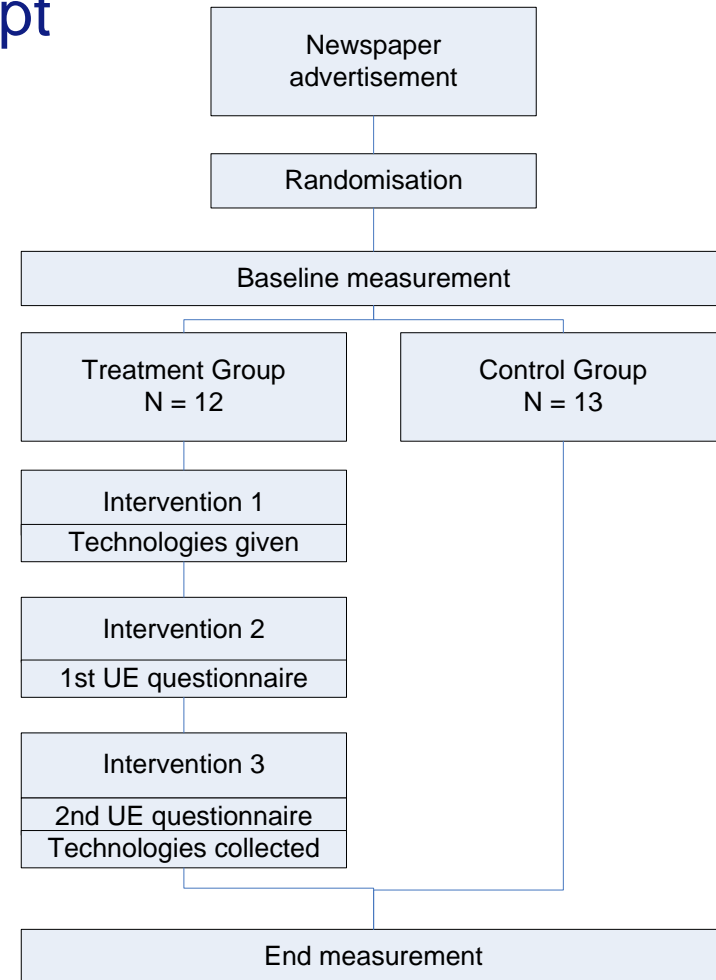 pt
Newspaper
advertisement
Randomisation
Baseline measurement
Treatment Group
N = 12
Control Group
N = 13
Intervention 1
Technologies given
Intervention 2
1st UE questionnaire
Intervention 3
2nd UE questionnaire
Technologies collected
End measurement